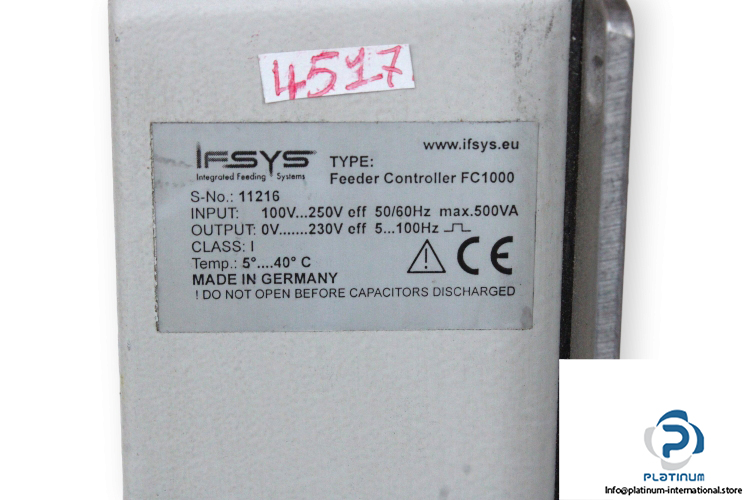 4517
IFSYS
Integrated Feeding Systems
www.ifsys.eu
TYPE:
Feeder Controller FC1000
S-No.: 11216
INPUT: 100V...250V eff 50/60Hz max.500VA
OUTPUT: 0V.......230V eff 5...100Hz
CLASS: I
Temp.: 5°....40° C
MADE IN GERMANY
! DO NOT OPEN BEFORE CAPACITORS DISCHARGED
CE
PLATINUM
Info@platinum-international.store